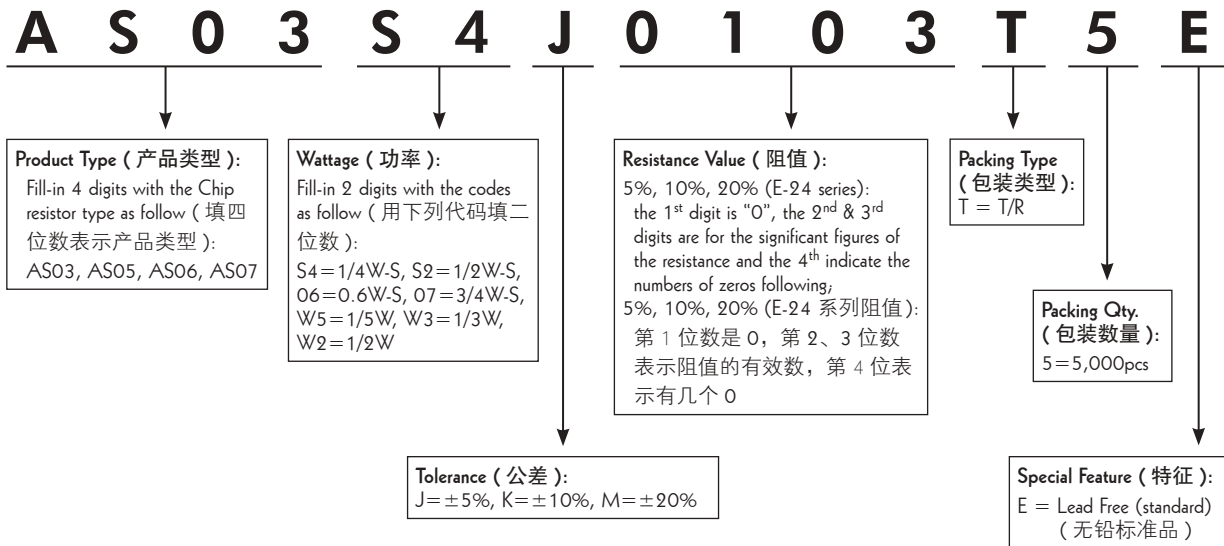 A S 0 3 S 4 J 0 1 0 3 T 5 E
Product Type ( 产品类型 ):
Fill-in 4 digits with the Chip
resistor type as follow ( 填四
位数表示产品类型 ):
AS03, AS05, AS06, AS07
Wattage ( 功率 ):
Fill-in 2 digits with the codes
as follow ( 用下列代码填二
位数 ):
S4=1/4W-S, S2=1/2W-S,
06=0.6W-S, 07=3/4W-S,
W5=1/5W, W3=1/3W,
W2=1/2W
Tolerance ( 公差 ):
J=±5%, K=±10%, M=±20%
Resistance Value ( 阻值 ):
5%, 10%, 20% (E-24 series):
the 1st digit is “0”, the 2nd & 3rd
digits are for the significant figures of
the resistance and the 4th indicate the
numbers of zeros following;
5%, 10%, 20% (E-24 系列阻值):
第 1 位数是 0，第 2、3 位数
表示阻值的有效数，第 4 位表
示有几个 0
Packing Type
( 包装类型 ):
T = T/R
Packing Qty.
( 包装数量 ):
5=5,000pcs
Special Feature ( 特征 ):
E = Lead Free (standard)
( 无铅标准品 )